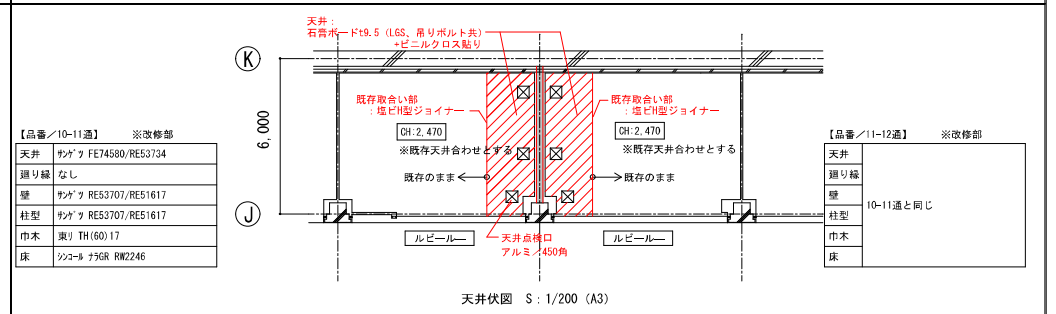 天井：
石膏ボードt9.5（LGS、吊りボルト共）
+ビニルクロス貼り
K
既存取合い部
：塩ビH型ジョイナー
既存取合い部
：塩ビH型ジョイナー
6,000
CH:2,470
CH:2,470
※既存天井合わせとする
※既存天井合わせとする
既存のまま
既存のまま
J
ルビール
ルビール
天井点検口
アルミ／450角
【品番／10-11通】 ※改修部
天井 サンゲツ FE74580/RE53734
廻り縁 なし
壁 サンゲツ RE53707/RE51617
柱型 サンゲツ RE53707/RE51617
巾木 東リ TH(60)17
床 シンコール ナラGR RW2246
【品番／11-12通】 ※改修部
天井
廻り縁
壁
柱型
巾木
床
10-11通と同じ
天井伏図 S：1/200（A3）